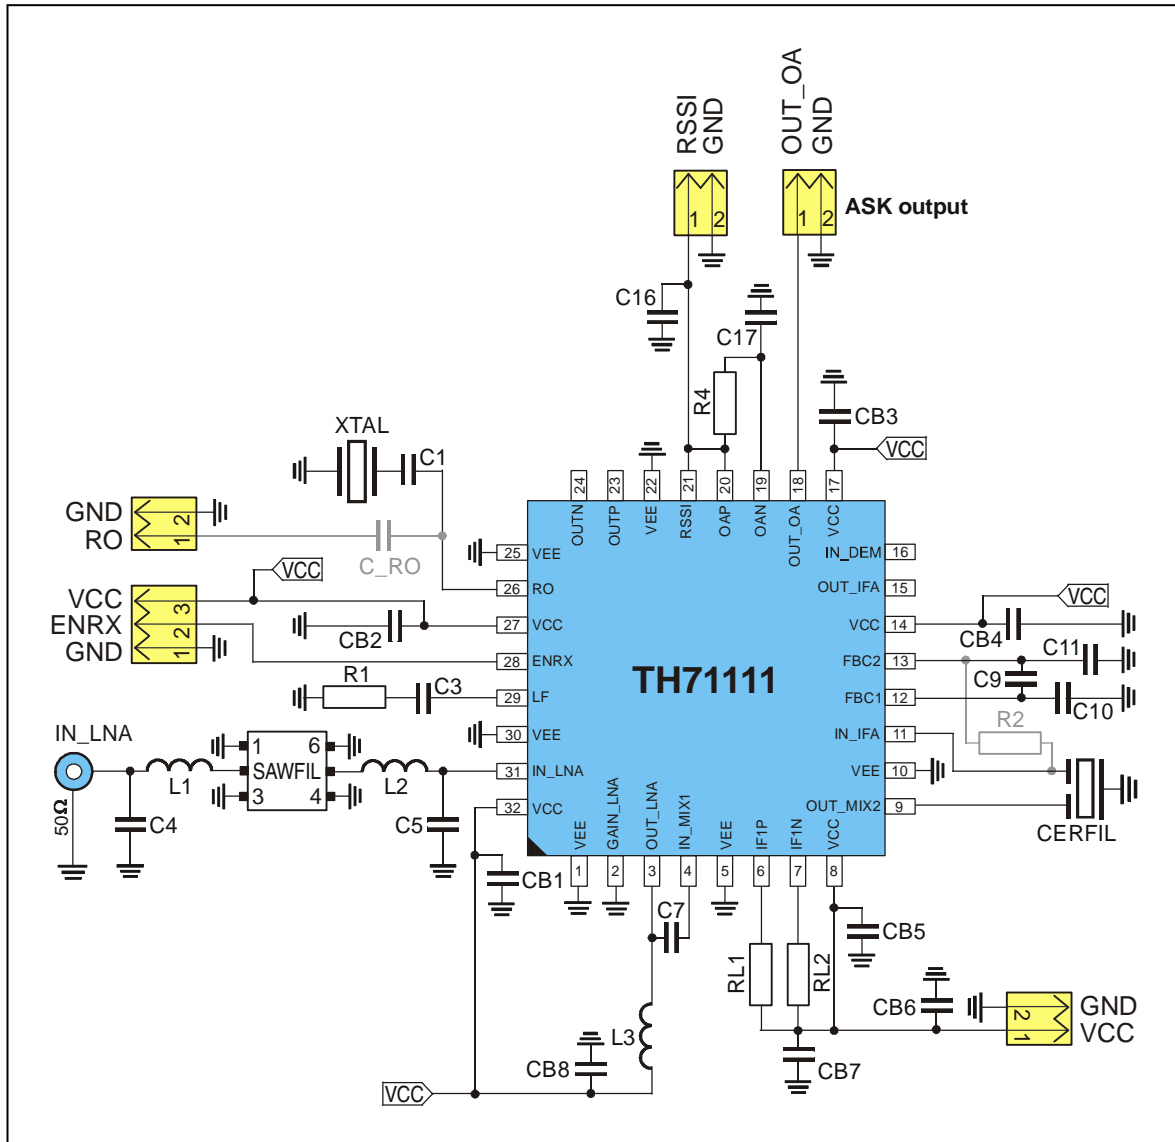 RSSI
GND
OUT_OA
GND
1
2
1
2
ASK output
C16
C17
R4
CB3
VCC
XTAL
C1
GND
RO
2
1
C_RO
VCC
VCC
ENRX
GND
3
2
1
CB2
R1
C3
IN_LNA
50Ω
L1
C4
1
6
SAWFIL
3
4
L2
C5
24
23
22
21
20
19
18
17
OUTN
OUTP
VEE
RSSI
OAP
OAN
OUT_OA
VCC
25
VEE
26
RO
27
VCC
28
ENRX
29
LF
30
VEE
31
IN_LNA
32
VCC
TH71111
IN_DEM
16
OUT_IFA
15
VCC
14
FBC2
13
FBC1
12
IN_IFA
11
VEE
10
OUT_MIX2
9
VEE
GAIN_LNA
OUT_LNA
IN_MIX1
VEE
IF1P
IF1N
VCC
1
2
3
4
5
6
7
8
VCC
CB4
C11
C9
C10
R2
CERFIL
CB1
C7
CB5
RL1
RL2
CB6
2
1
GND
VCC
L3
CB8
CB7
VCC